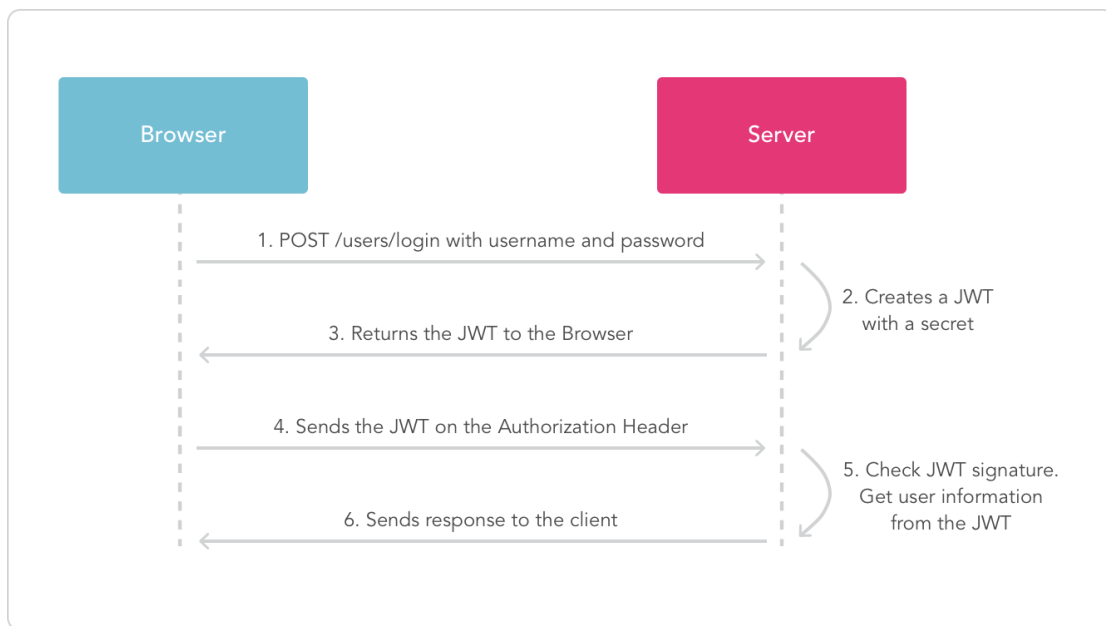 Browser
Server
1. POST /users/login with username and password
2. Creates a JWT
with a secret
3. Returns the JWT to the Browser
4. Sends the JWT on the Authorization Header
5. Check JWT signature.
Get user information
from the JWT
6. Sends response to the client